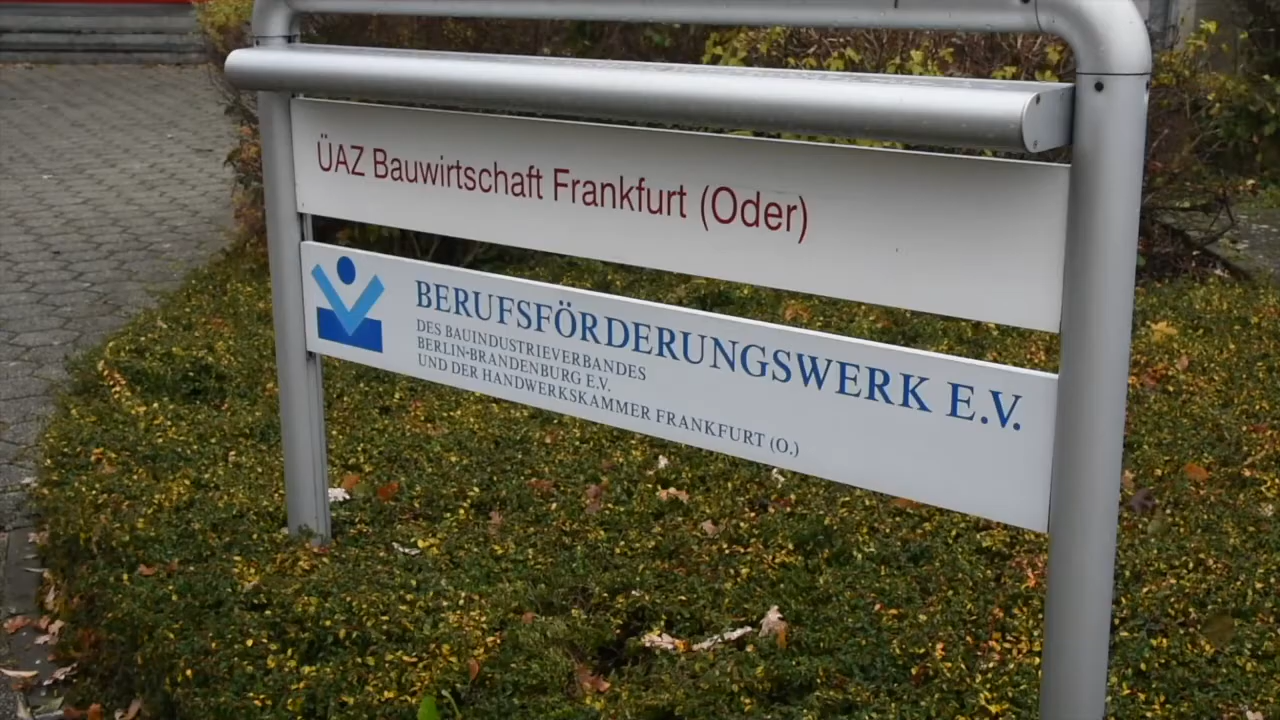 ÜAZ Bauwirtschaft Frankfurt (Oder)
BERUFSFÖRDERUNGSWERK E.V.
DES BAUINDUSTRIEVERBANDES
BERLIN-BRANDENBURG E.V.
UND DER HANDWERKSKAMMER FRANKFURT (O.)